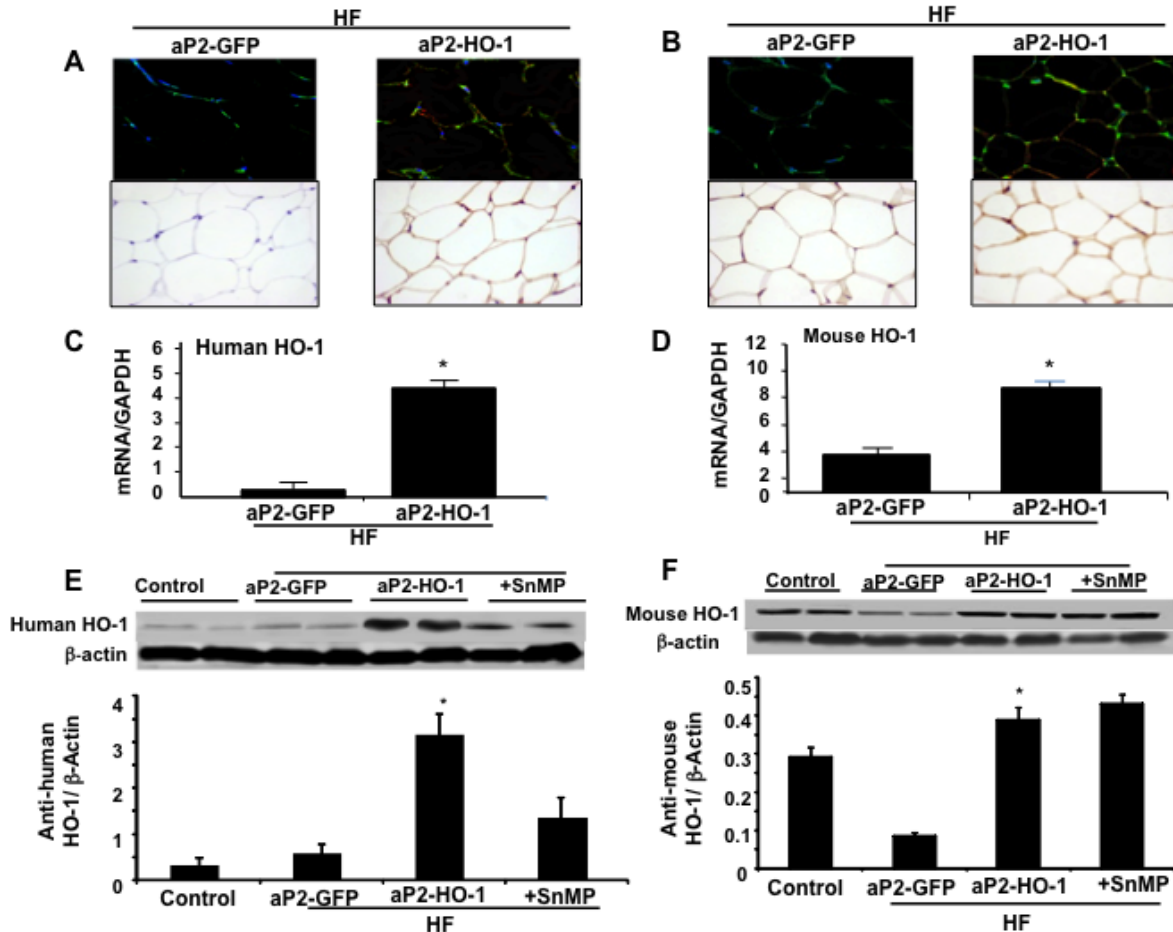 HF
aP2-GFP aP2-HO-1
A
HF
aP2-GFP aP2-HO-1
B
C
Human HO-1
*
mRNA/GAPDH
6
5
4
3
2
1
0
aP2-GFP aP2-HO-1
HF
D
Mouse HO-1
*
mRNA/GAPDH
12
10
8
6
4
2
0
aP2-GFP aP2-HO-1
HF
E
Control aP2-GFP aP2-HO-1 +SnMP
Human HO-1
β-actin
*
Anti-human
HO-1/ β-Actin
4
3
2
1
0
Control aP2-GFP aP2-HO-1 +SnMP
HF
F
Control aP2-GFP aP2-HO-1 +SnMP
Mouse HO-1
β-actin
*
Anti-mouse
HO-1/ β-Actin
0.5
0.4
0.3
0.2
0.1
0
Control aP2-GFP aP2-HO-1 +SnMP
HF